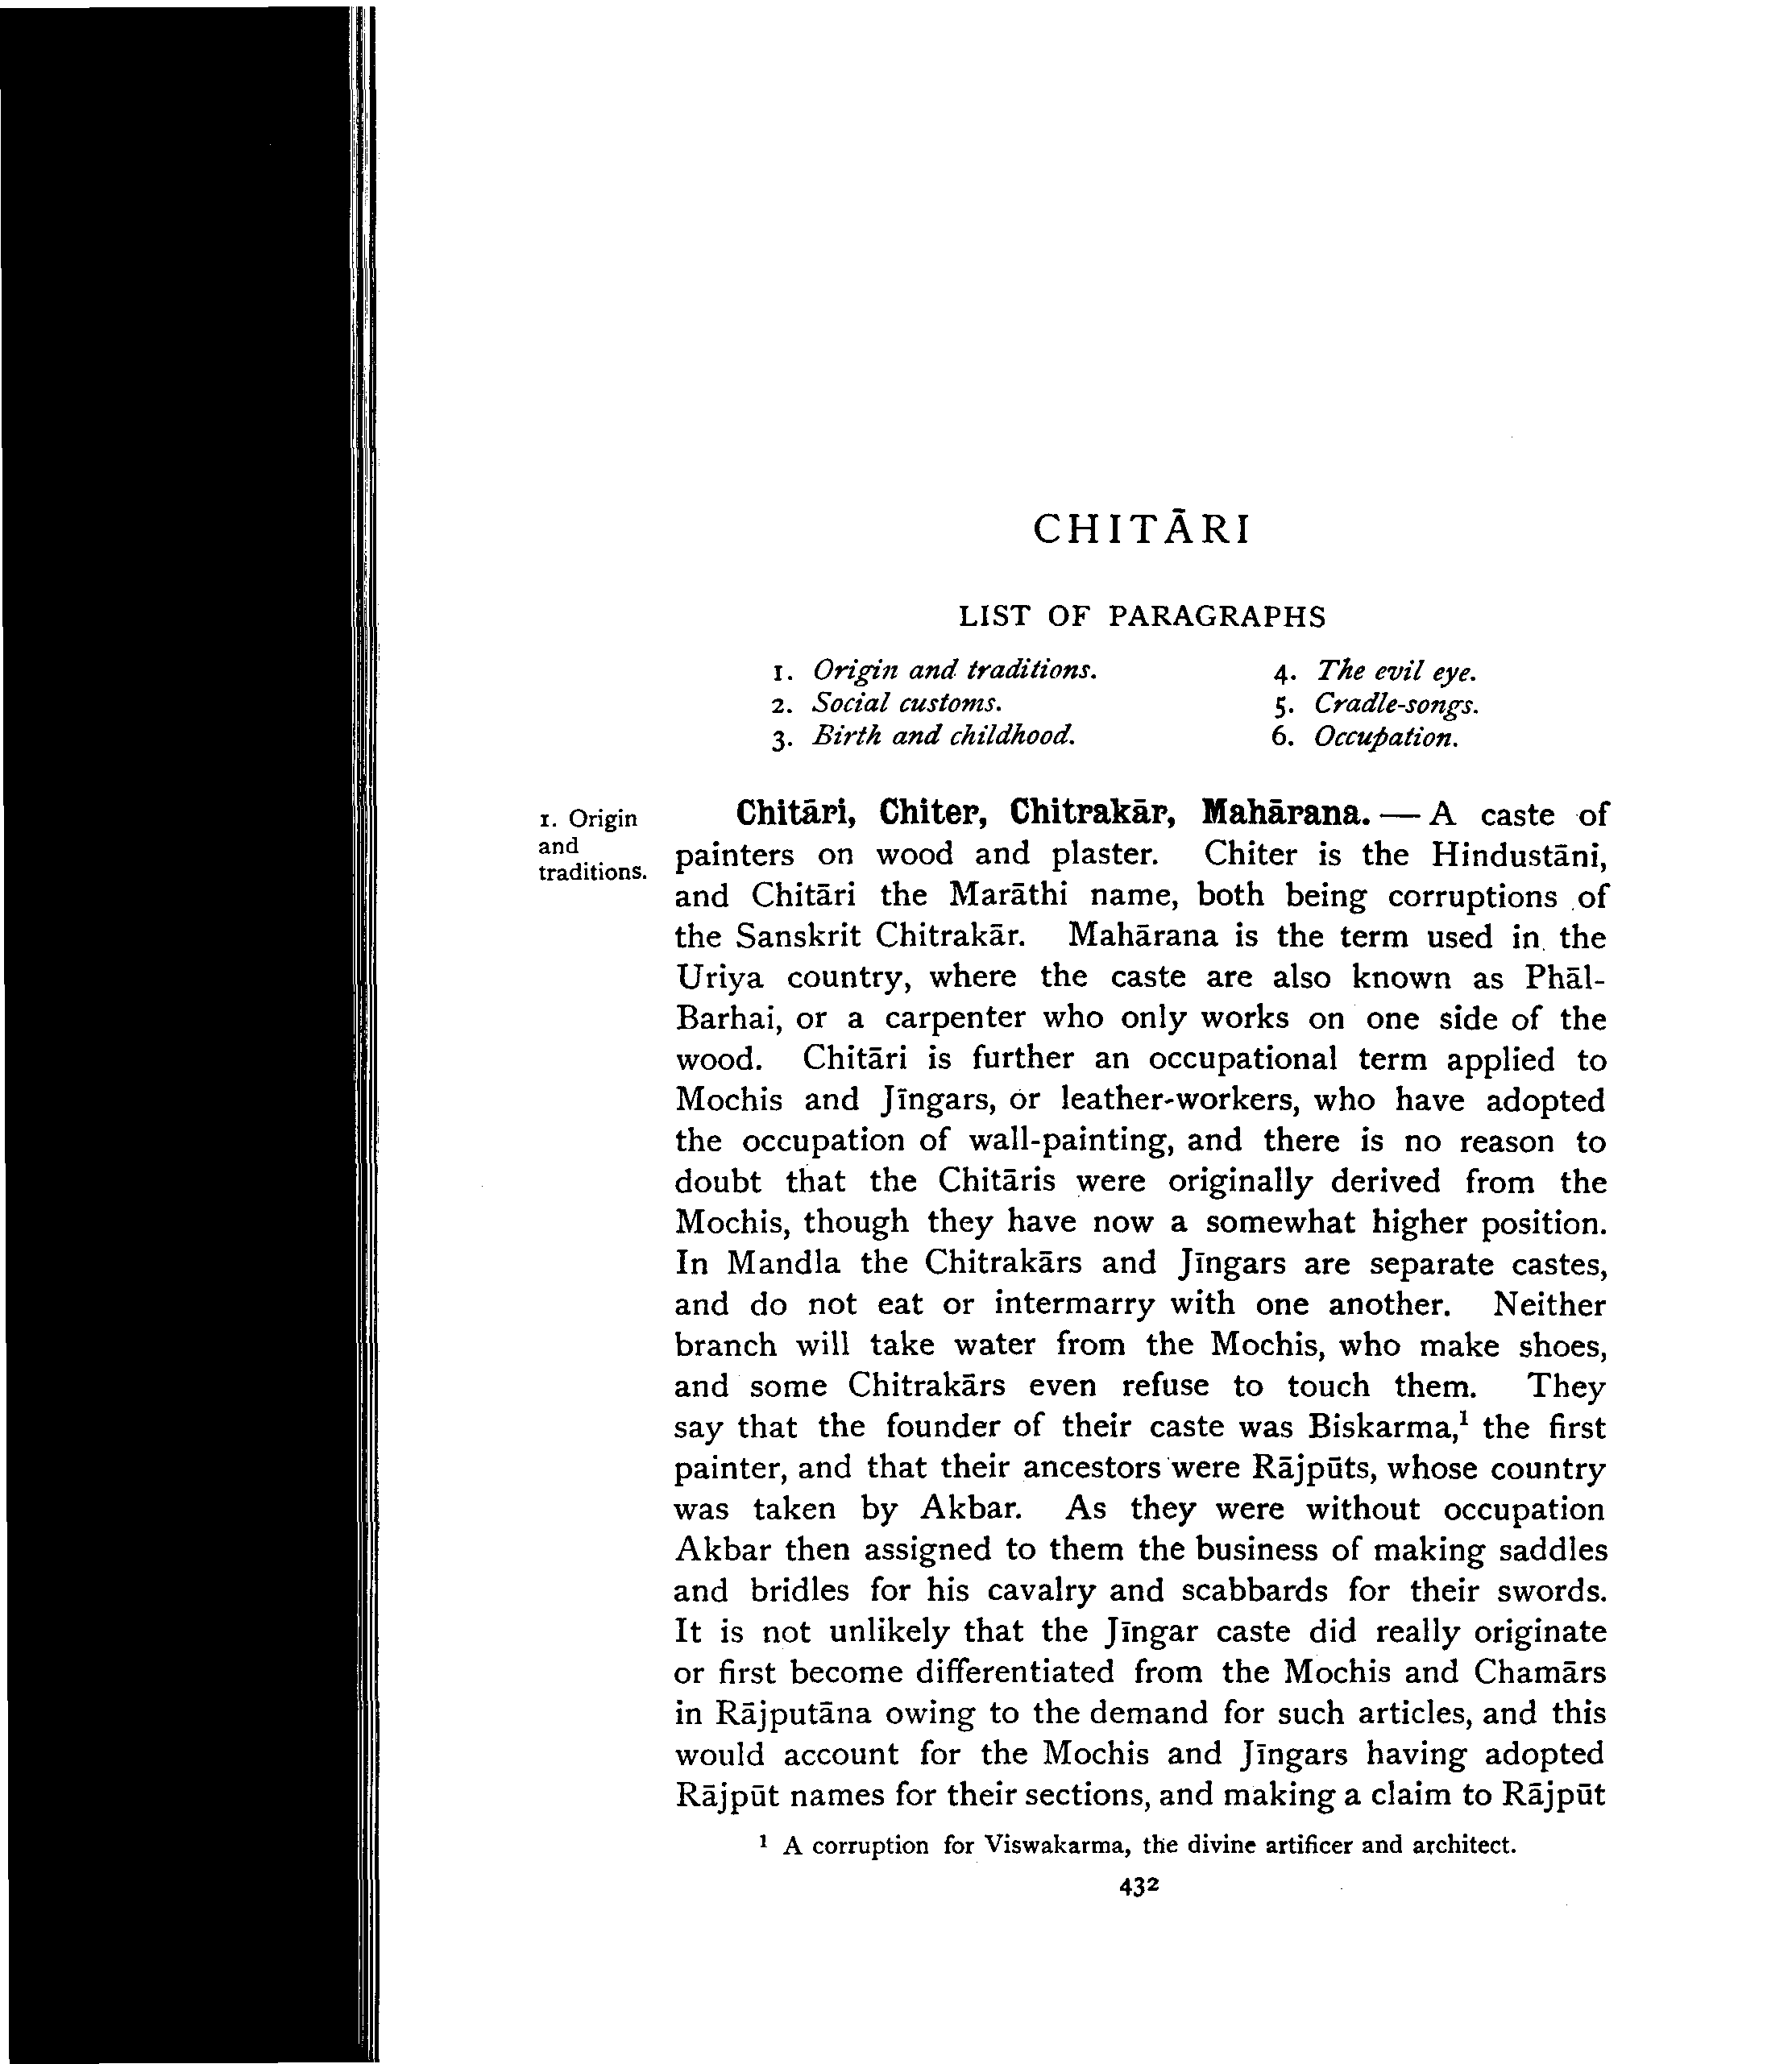 CHITĀRI
LIST OF PARAGRAPHS
1. Origin and traditions.
2. Social customs.
3. Birth and childhood.
4. The evil eye.
5. Cradle-songs.
6. Occupation.
1. Origin
and
traditions.
Chitāri, Chiter, Chitrakār, Mahārana. — A caste of
painters on wood and plaster. Chiter is the Hindustāni,
and Chitāri the Marāthi name, both being corruptions of
the Sanskrit Chitrakār. Mahārana is the term used in the
Uriya country, where the caste are also known as Phāl-
Barhai, or a carpenter who only works on one side of the
wood. Chitāri is further an occupational term applied to
Mochis and Jīngars, or leather-workers, who have adopted
the occupation of wall-painting, and there is no reason to
doubt that the Chitāris were originally derived from the
Mochis, though they have now a somewhat higher position.
In Mandla the Chitrakārs and Jīngars are separate castes,
and do not eat or intermarry with one another. Neither
branch will take water from the Mochis, who make shoes,
and some Chitrakārs even refuse to touch them. They
say that the founder of their caste was Biskarma,¹ the first
painter, and that their ancestors were Rājpūts, whose country
was taken by Akbar. As they were without occupation
Akbar then assigned to them the business of making saddles
and bridles for his cavalry and scabbards for their swords.
It is not unlikely that the Jīngar caste did really originate
or first become differentiated from the Mochis and Chamārs
in Rājputāna owing to the demand for such articles, and this
would account for the Mochis and Jīngars having adopted
Rājpūt names for their sections, and making a claim to Rājpūt
¹ A corruption for Viswakarma, the divine artificer and architect.
432